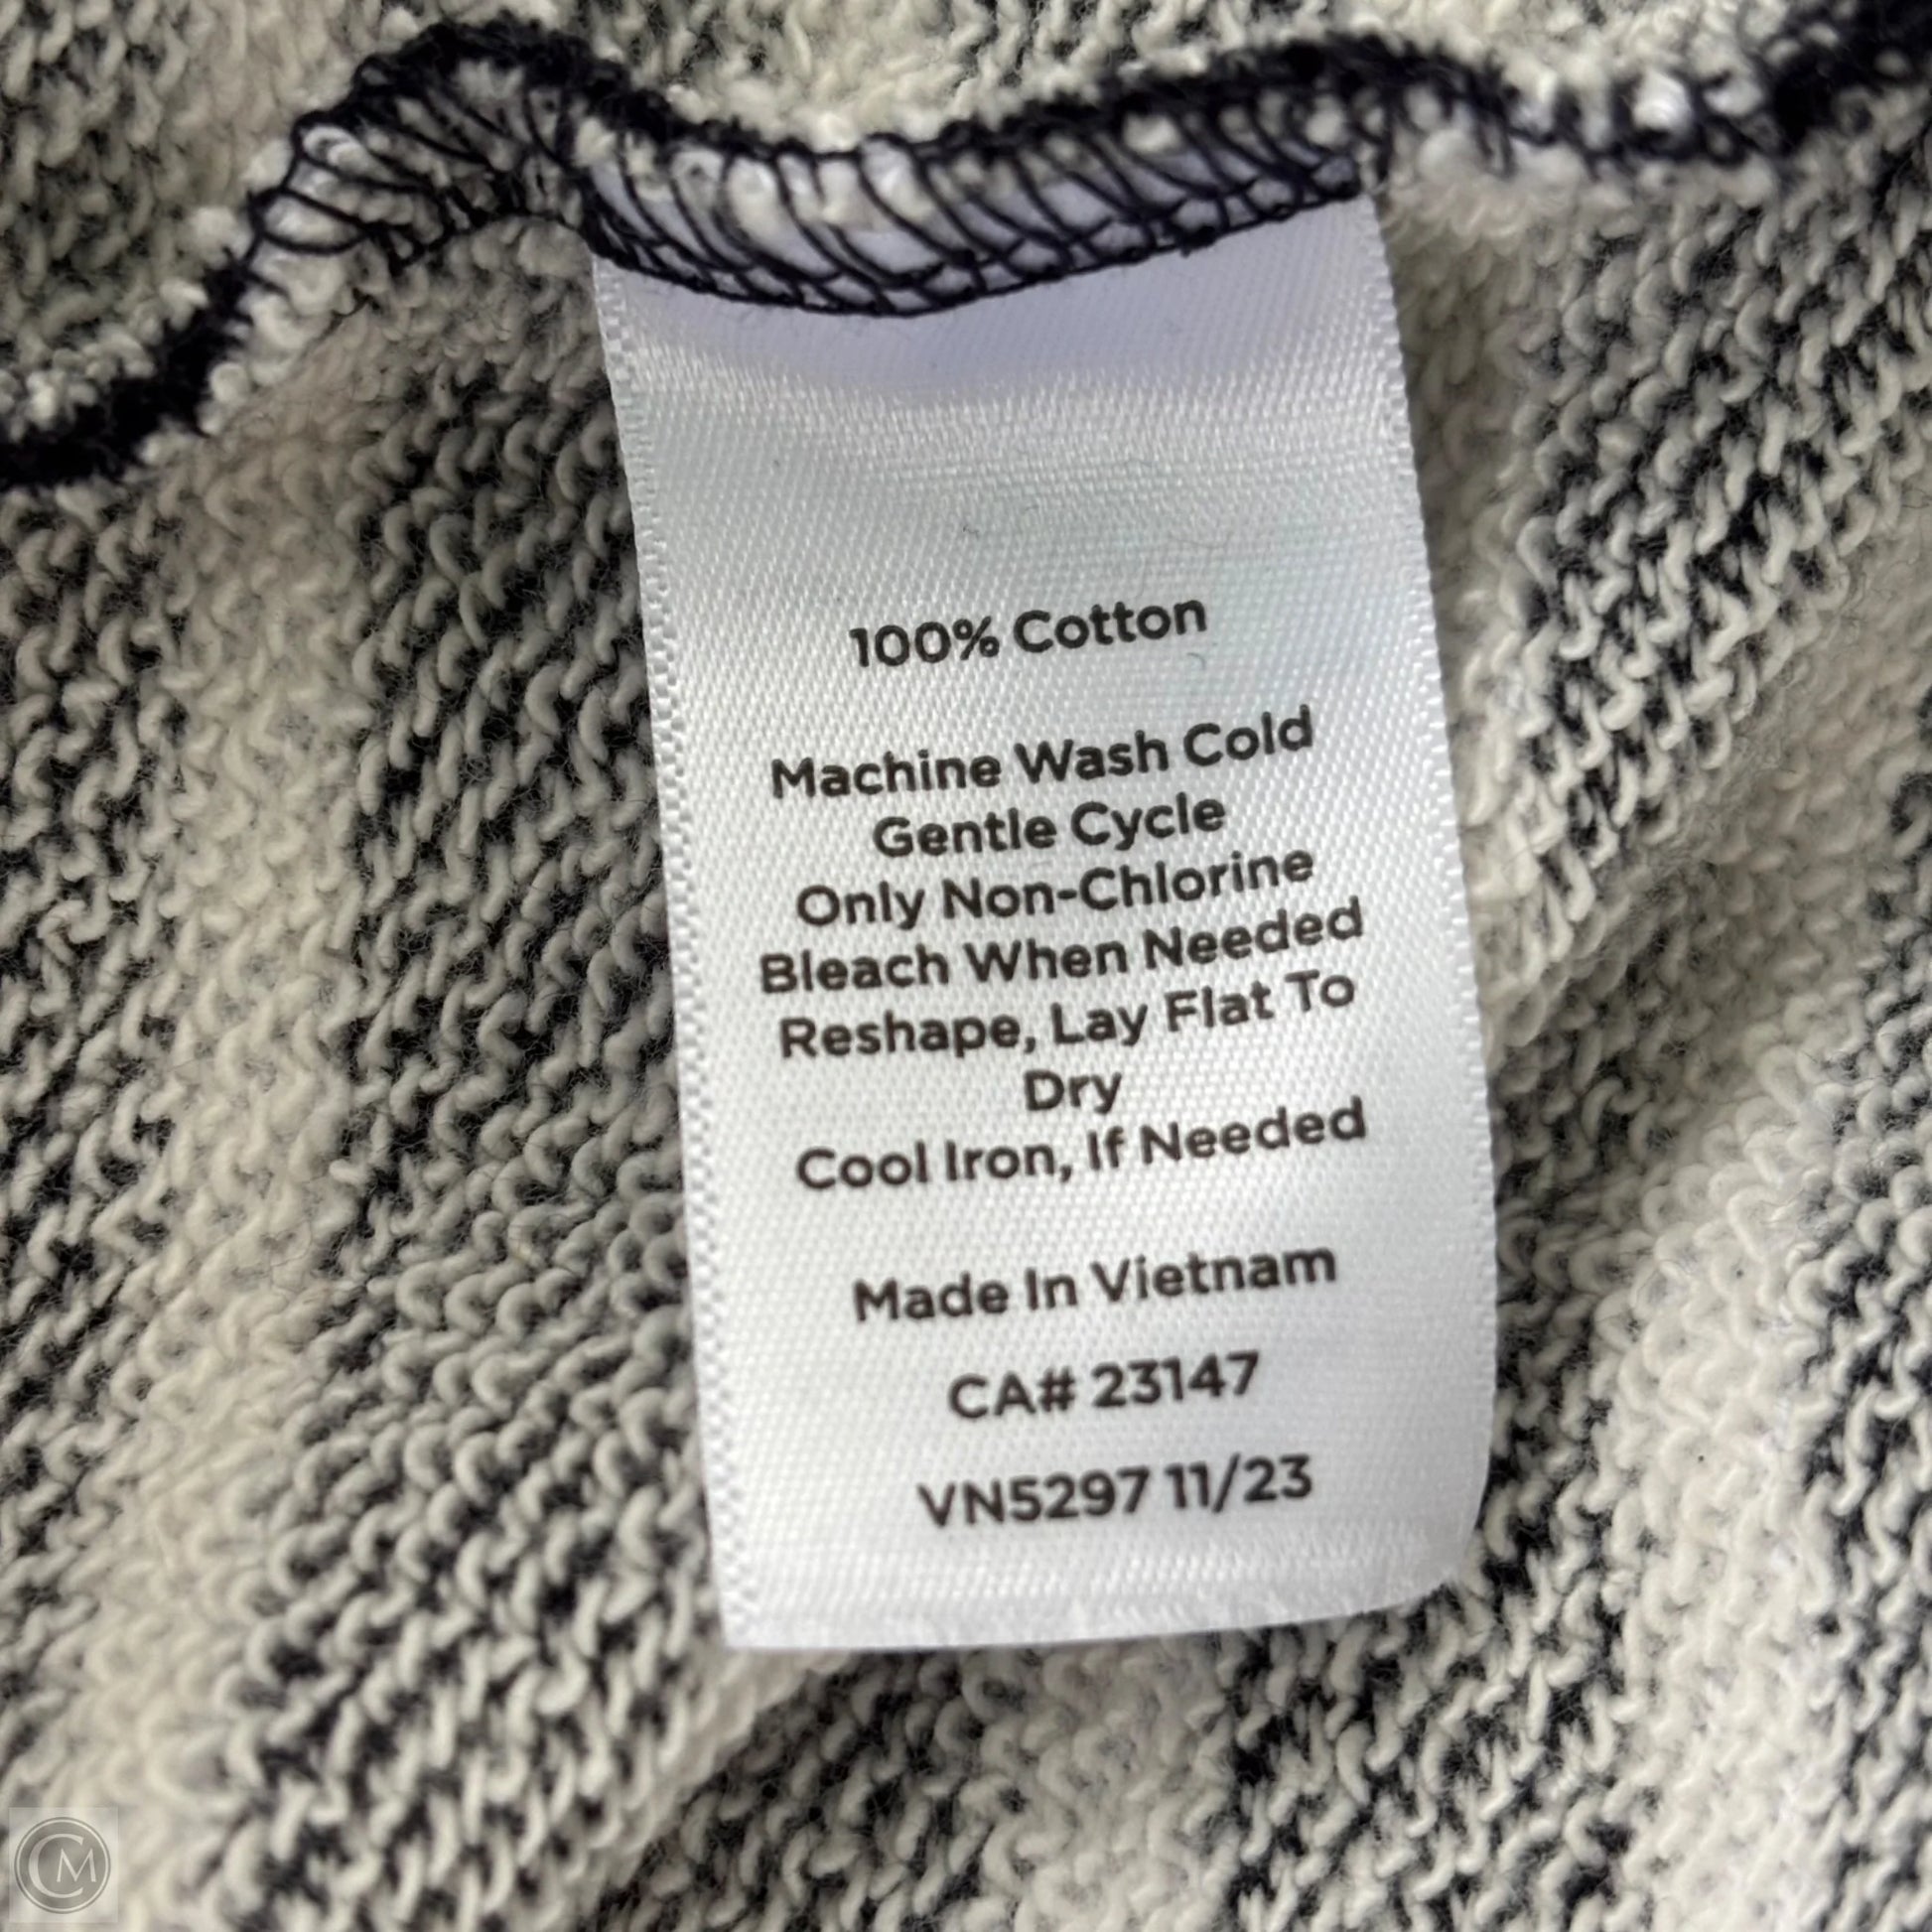 100% Cotton
Machine Wash Cold
Gentle Cycle
Only Non-Chlorine
Bleach When Needed
Reshape, Lay Flat To
Dry
Cool Iron, If Needed
Made In Vietnam
CA# 23147
VN5297 11/23
CM